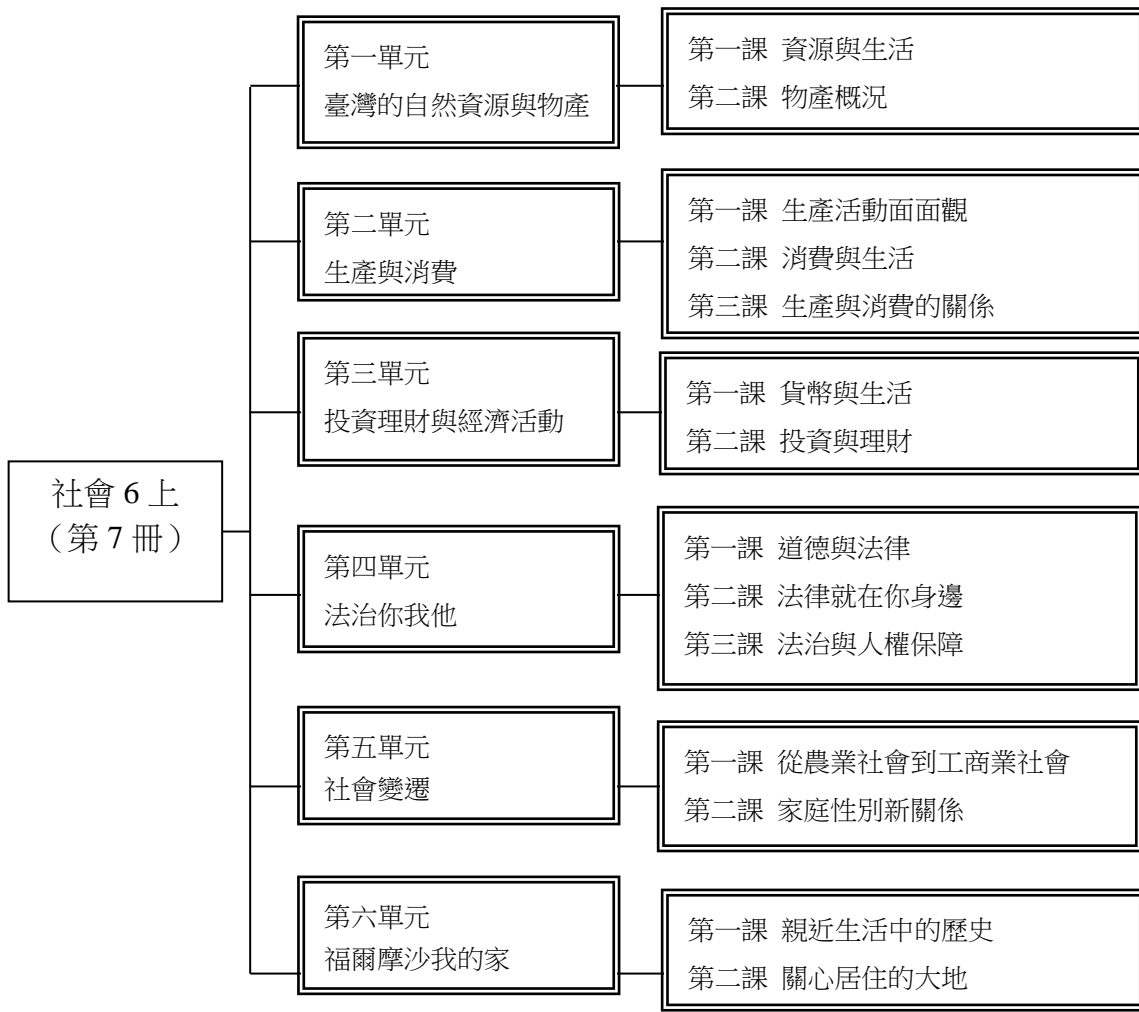 社會 6 上
（第 7 冊）
第一單元
臺灣的自然資源與物產
第一課 資源與生活
第二課 物產概況
第二單元
生產與消費
第一課 生產活動面面觀
第二課 消費與生活
第三課 生產與消費的關係
第三單元
投資理財與經濟活動
第一課 貨幣與生活
第二課 投資與理財
第四單元
法治你我他
第一課 道德與法律
第二課 法律就在你身邊
第三課 法治與人權保障
第五單元
社會變遷
第一課 從農業社會到工商業社會
第二課 家庭性別新關係
第六單元
福爾摩沙我的家
第一課 親近生活中的歷史
第二課 關心居住的大地